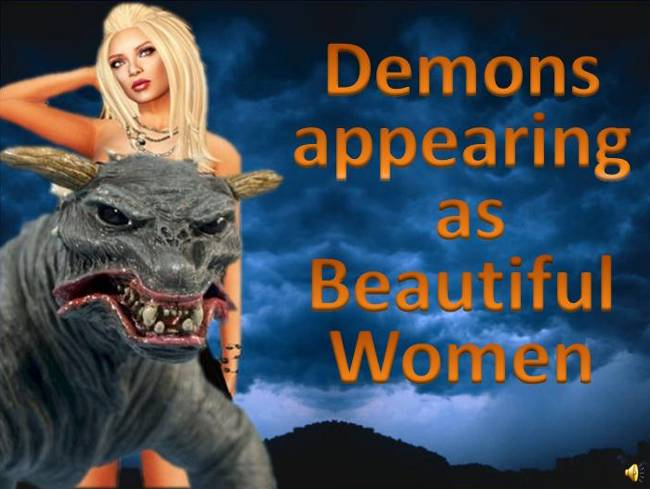 Demons
appearing
as
Beautiful
Women